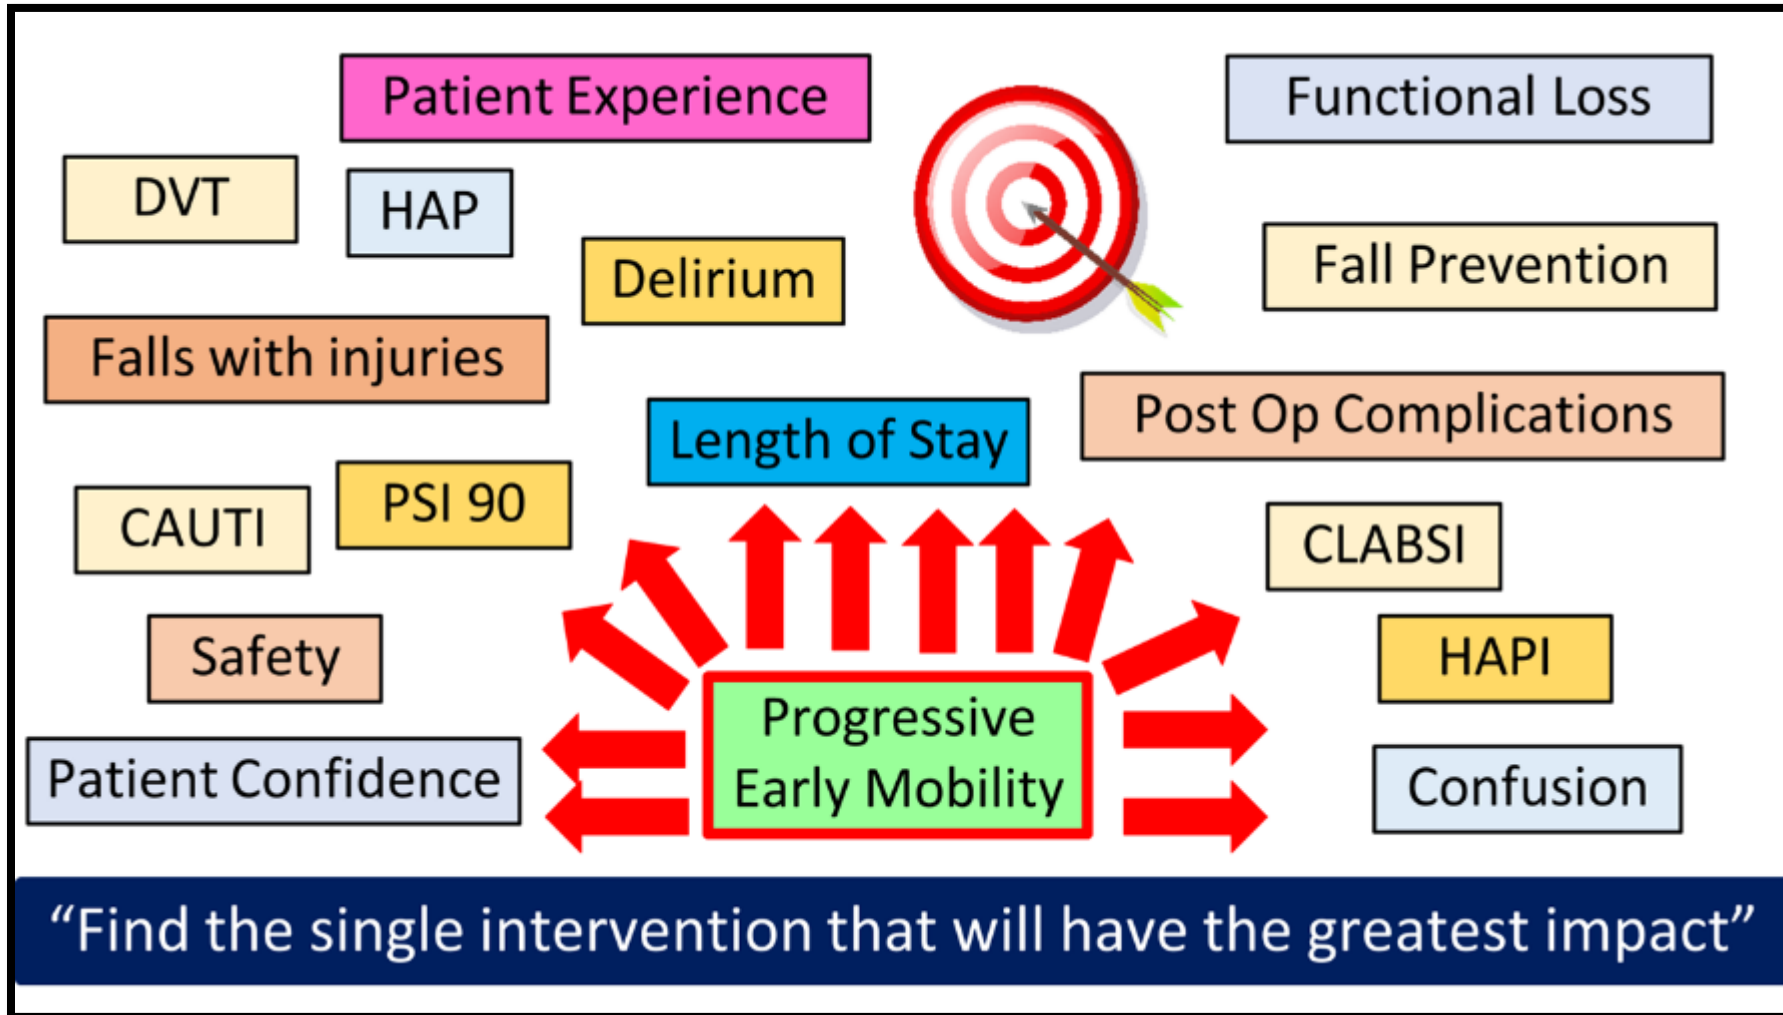 Patient Experience
Functional Loss
DVT
HAP
Delirium
Fall Prevention
Falls with injuries
Length of Stay
Post Op Complications
PSI 90
CAUTI
CLABSI
Safety
HAPI
Progressive
Early Mobility
Patient Confidence
Confusion
“Find the single intervention that will have the greatest impact”